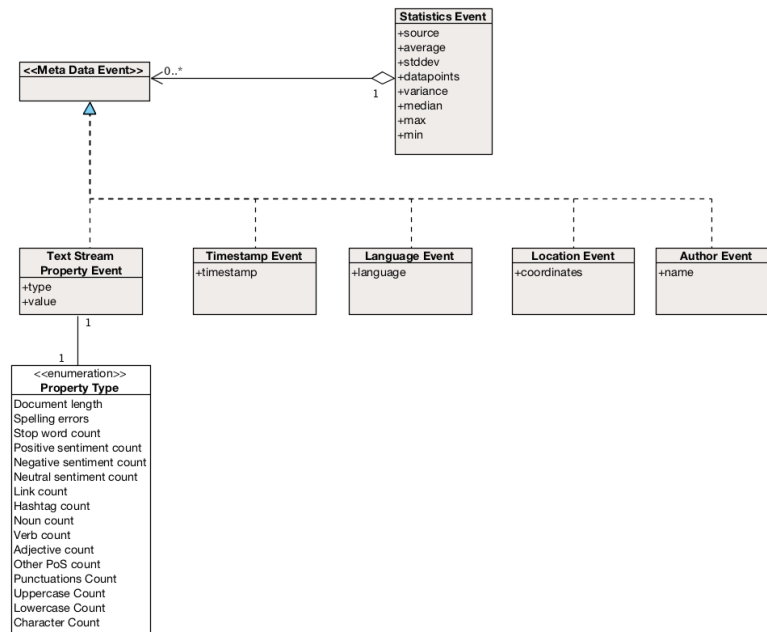 Statistics Event
+source
+average
+stddev
+datapoints
+variance
+median
+max
+min
<<Meta Data Event>>
0..*
1
Text Stream
Property Event
+type
+value
Timestamp Event
+timestamp
Language Event
+language
Location Event
+coordinates
Author Event
+name
1
1
<<enumeration>>
Property Type
Document length
Spelling errors
Stop word count
Positive sentiment count
Negative sentiment count
Neutral sentiment count
Link count
Hashtag count
Noun count
Verb count
Adjective count
Other PoS count
Punctuations Count
Uppercase Count
Lowercase Count
Character Count